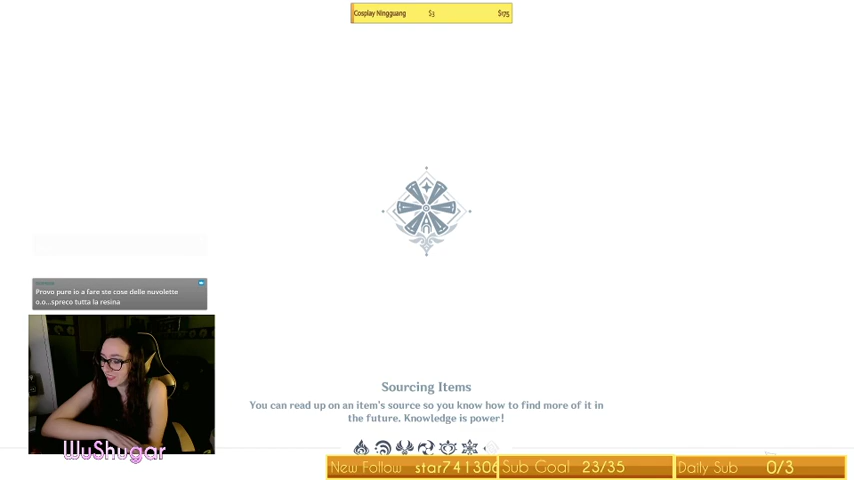 Cosplay Ningguang $3 $175
Provo pure io a fare ste cose delle nuvolette
o.o...spreco tutta la resina
Sourcing Items
You can read up on an item's source so you know how to find more of it in
the future. Knowledge is power!
WuShugar
New Follow star741306 Sub Goal 23/35 Daily Sub 0/3